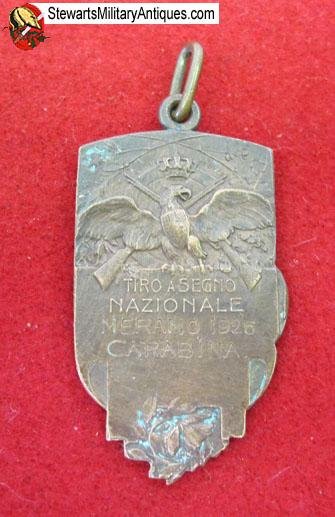 StewartsMilitaryAntiques.com
TIRO A SEGNO
NAZIONALE
MERANO 1926
CARABINA